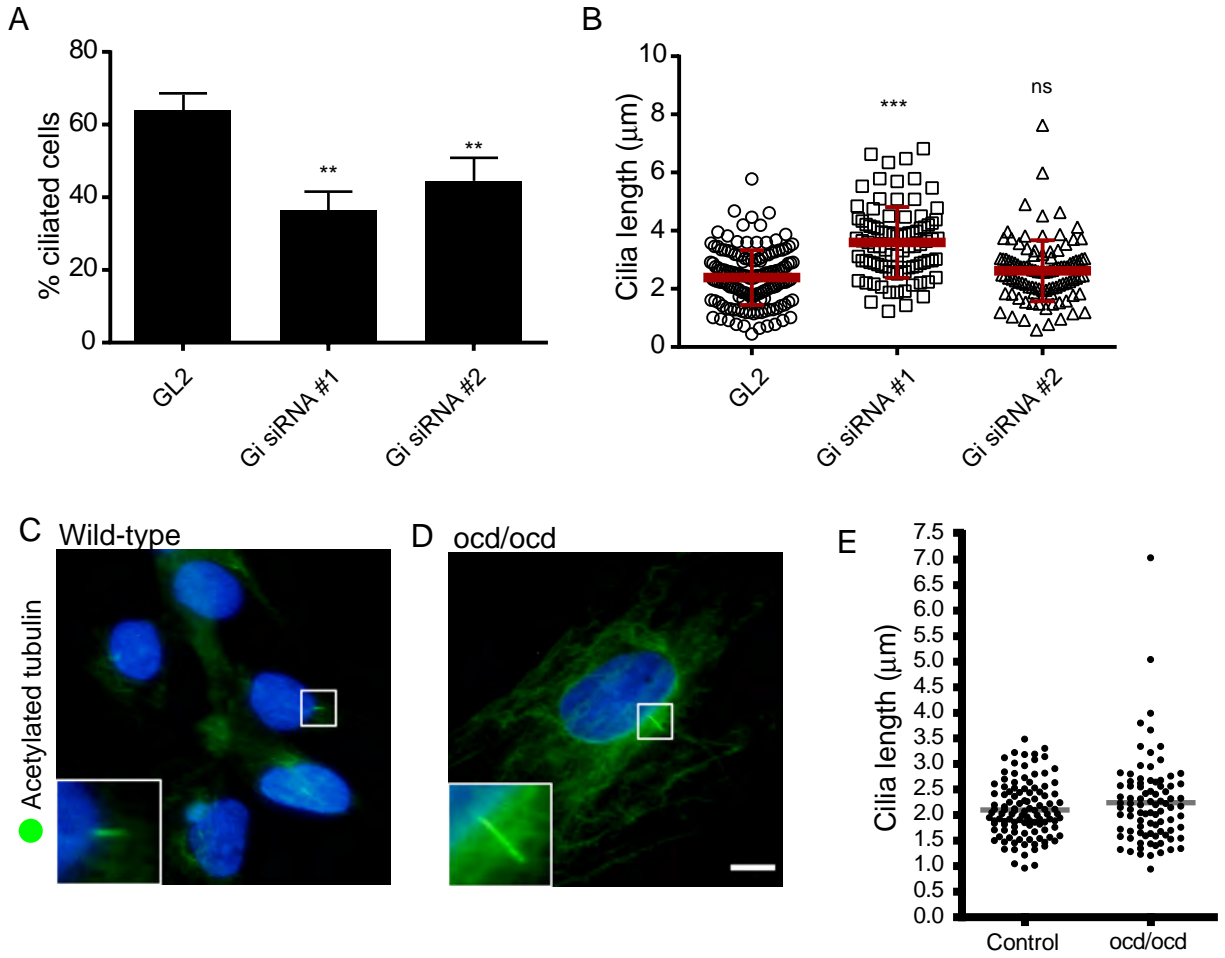 A
% ciliated cells
80
60
40
20
0
**
**
GL2
Gi siRNA #1
Gi siRNA #2
B
Cilia length (µm)
10
8
6
4
2
0
***
ns
GL2
Gi siRNA #1
Gi siRNA #2
C
Wild-type
Acetylated tubulin
D
ocd/ocd
E
Cilia length (µm)
7.5
7.0
6.5
6.0
5.5
5.0
4.5
4.0
3.5
3.0
2.5
2.0
1.5
1.0
0.5
0.0
Control
ocd/ocd